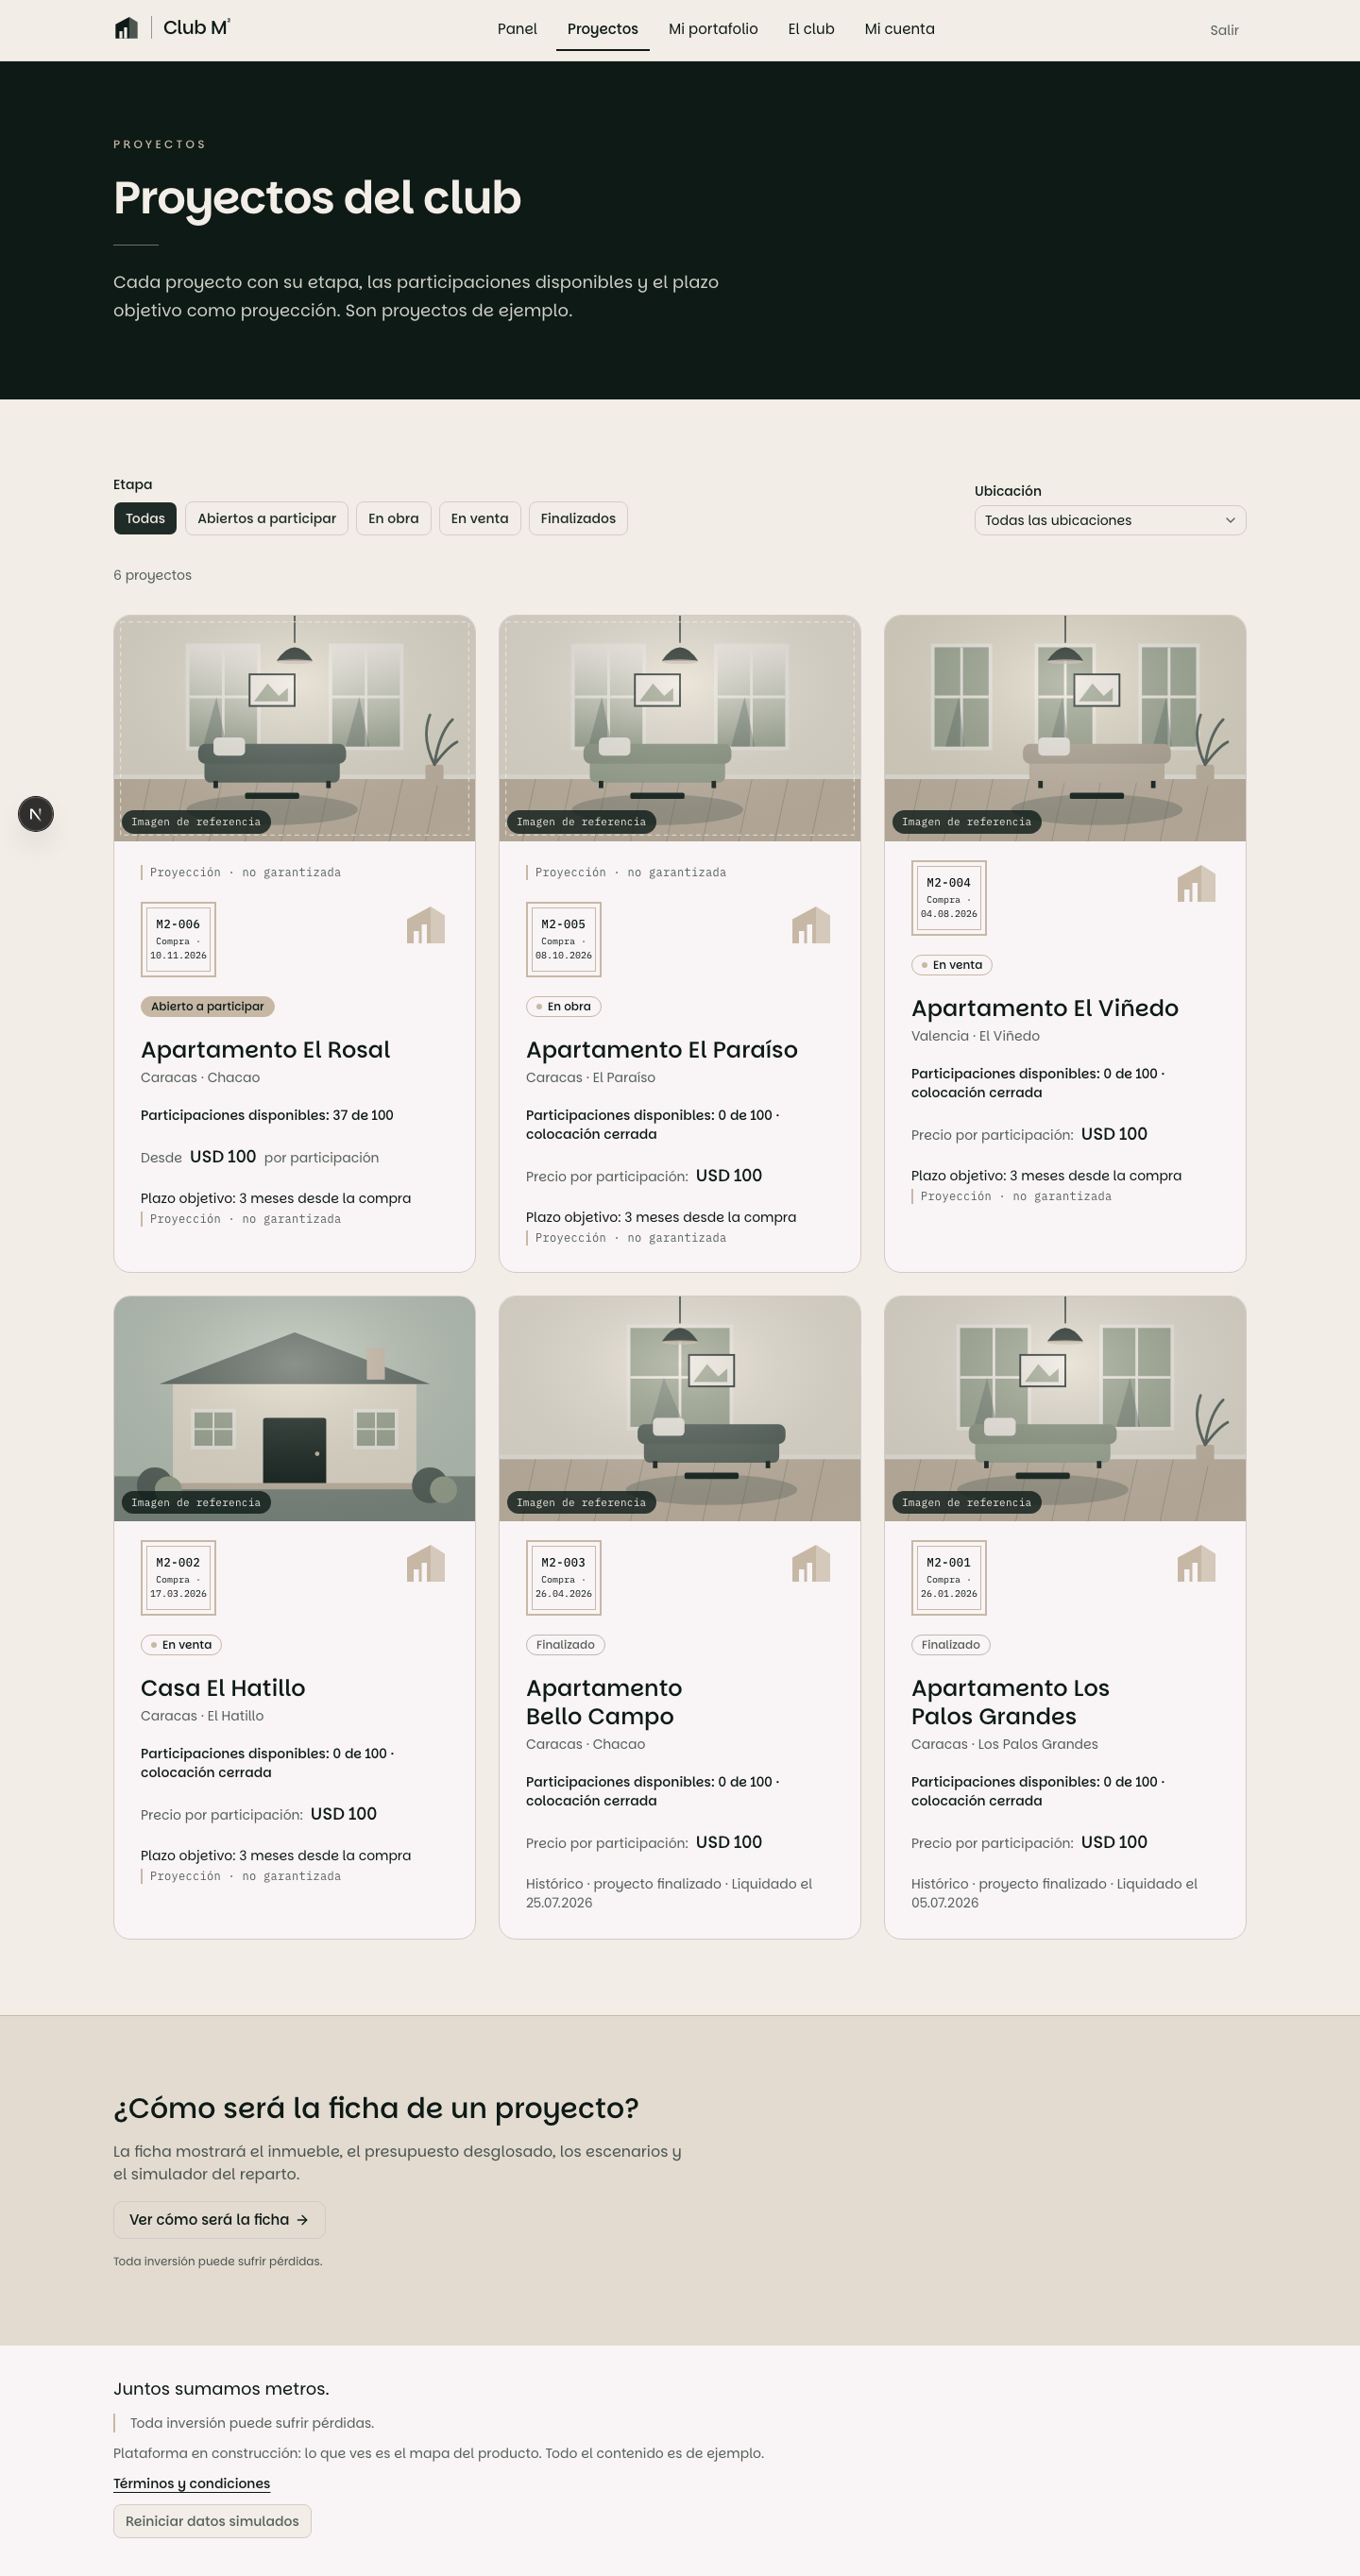 Club M²
Panel
Proyectos
Mi portafolio
El club
Mi cuenta
Salir
PROYECTOS
Proyectos del club
Cada proyecto con su etapa, las participaciones disponibles y el plazo
objetivo como proyección. Son proyectos de ejemplo.
Etapa
Todas
Abiertos a participar
En obra
En venta
Finalizados
Ubicación
Todas las ubicaciones
6 proyectos
Imagen de referencia
Proyección · no garantizada
M2-006
Compra ·
10.11.2026
Abierto a participar
Apartamento El Rosal
Caracas · Chacao
Participaciones disponibles: 37 de 100
Desde USD 100 por participación
Plazo objetivo: 3 meses desde la compra
Proyección · no garantizada
Imagen de referencia
Proyección · no garantizada
M2-005
Compra ·
08.10.2026
En obra
Apartamento El Paraíso
Caracas · El Paraíso
Participaciones disponibles: 0 de 100 ·
colocación cerrada
Precio por participación: USD 100
Plazo objetivo: 3 meses desde la compra
Proyección · no garantizada
Imagen de referencia
M2-004
Compra ·
04.08.2026
En venta
Apartamento El Viñedo
Valencia · El Viñedo
Participaciones disponibles: 0 de 100 ·
colocación cerrada
Precio por participación: USD 100
Plazo objetivo: 3 meses desde la compra
Proyección · no garantizada
Imagen de referencia
M2-002
Compra ·
17.03.2026
En venta
Casa El Hatillo
Caracas · El Hatillo
Participaciones disponibles: 0 de 100 ·
colocación cerrada
Precio por participación: USD 100
Plazo objetivo: 3 meses desde la compra
Proyección · no garantizada
Imagen de referencia
M2-003
Compra ·
26.04.2026
Finalizado
Apartamento
Bello Campo
Caracas · Chacao
Participaciones disponibles: 0 de 100 ·
colocación cerrada
Precio por participación: USD 100
Histórico · proyecto finalizado · Liquidado el
25.07.2026
Imagen de referencia
M2-001
Compra ·
26.01.2026
Finalizado
Apartamento Los
Palos Grandes
Caracas · Los Palos Grandes
Participaciones disponibles: 0 de 100 ·
colocación cerrada
Precio por participación: USD 100
Histórico · proyecto finalizado · Liquidado el
05.07.2026
¿Cómo será la ficha de un proyecto?
La ficha mostrará el inmueble, el presupuesto desglosado, los escenarios y
el simulador del reparto.
Ver cómo será la ficha →
Toda inversión puede sufrir pérdidas.
Juntos sumamos metros.
Toda inversión puede sufrir pérdidas.
Plataforma en construcción: lo que ves es el mapa del producto. Todo el contenido es de ejemplo.
Términos y condiciones
Reiniciar datos simulados
N